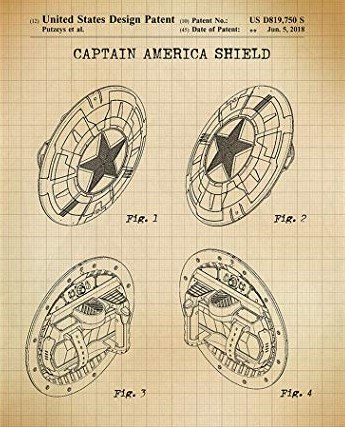 (12) United States Design Patent (10) Patent No.: US D819,750 S
Putzeys et al. (45) Date of Patent: ** Jun. 5, 2018
CAPTAIN AMERICA SHIELD
Fig. 1 Fig. 2
Fig. 3 Fig. 4